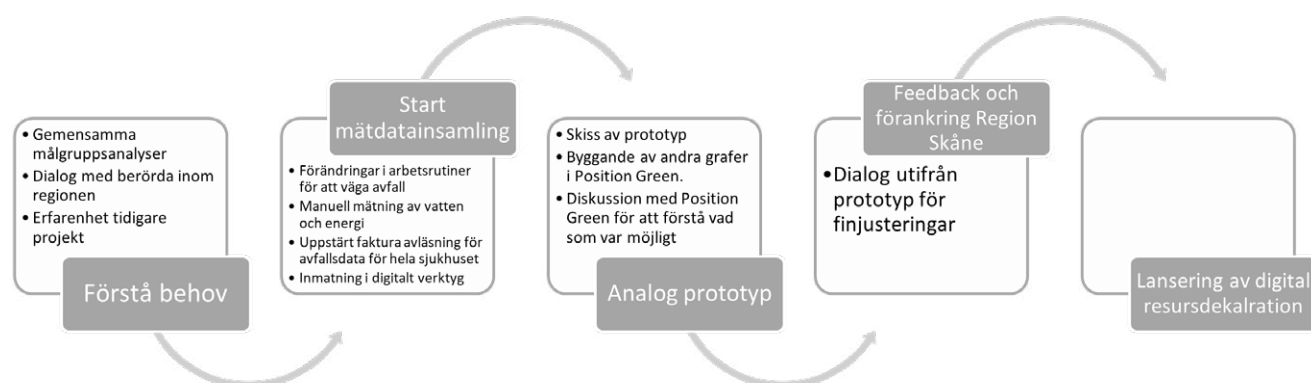 • Gemensamma
målgruppsanalyser
• Dialog med berörda inom
regionen
• Erfarenhet tidigare
projekt
Förstå behov
Start
mätdatainsamling
• Förändringar i arbetsrutiner
för att väga avfall
• Manuell mätning av vatten
och energi
• Uppstärt faktura avläsning för
avfallsdata för hela sjukhuset
• Inmatning i digitalt verktyg
• Skiss av prototyp
• Byggande av andra grafer
i Position Green.
• Diskussion med Position
Green för att förstå vad
som var möjligt
Analog prototyp
Feedback och
förankring Region
Skåne
• Dialog utifrån
prototyp för
finjusteringar
Lansering av digital
resursdekalration